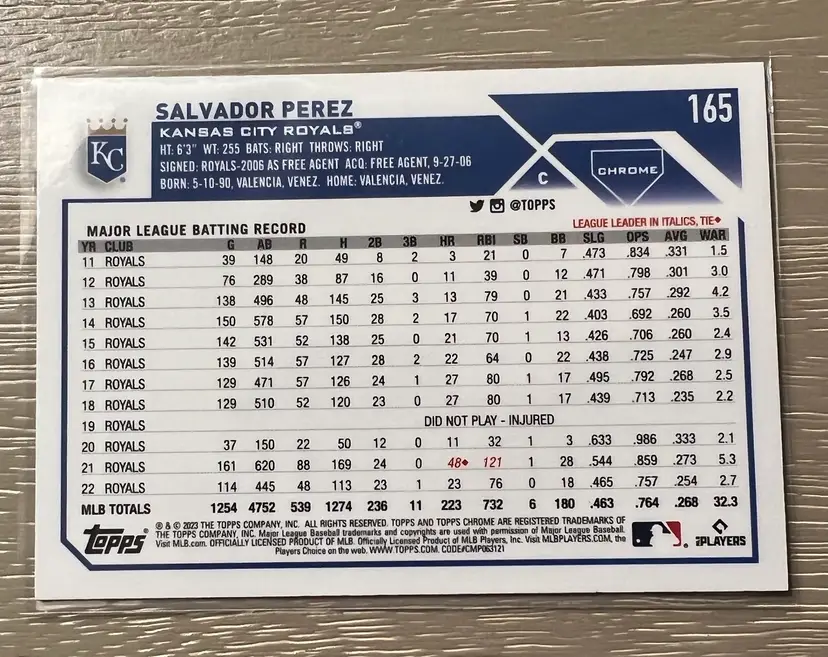 SALVADOR PEREZ
165
KC
KANSAS CITY ROYALS®
HT: 6'3" WT: 255 BATS: RIGHT THROWS: RIGHT
SIGNED: ROYALS-2006 AS FREE AGENT ACQ: FREE AGENT, 9-27-06
BORN: 5-10-90, VALENCIA, VENEZ. HOME: VALENCIA, VENEZ.
C
CHROME
@TOPPS
MAJOR LEAGUE BATTING RECORD
LEAGUE LEADER IN ITALICS, TIE◆
YR CLUB G AB R H 2B 3B HR RBI SB BB SLG OPS AVG WAR
11 ROYALS 39 148 20 49 8 2 3 21 0 7 .473 .834 .331 1.5
12 ROYALS 76 289 38 87 16 0 11 39 0 12 .471 .798 .301 3.0
13 ROYALS 138 496 48 145 25 3 13 79 0 21 .433 .757 .292 4.2
14 ROYALS 150 578 57 150 28 2 17 70 1 22 .403 .692 .260 3.5
15 ROYALS 142 531 52 138 25 0 21 70 1 13 .426 .706 .260 2.4
16 ROYALS 139 514 57 127 28 2 22 64 0 22 .438 .725 .247 2.9
17 ROYALS 129 471 57 126 24 1 27 80 1 17 .495 .792 .268 2.5
18 ROYALS 129 510 52 120 23 0 27 80 1 17 .439 .713 .235 2.2
19 ROYALS DID NOT PLAY - INJURED
20 ROYALS 37 150 22 50 12 0 11 32 1 3 .633 .986 .333 2.1
21 ROYALS 161 620 88 169 24 0 48◆ 121 1 28 .544 .859 .273 5.3
22 ROYALS 114 445 48 113 23 1 23 76 0 18 .465 .757 .254 2.7
MLB TOTALS 1254 4752 539 1274 236 11 223 732 6 180 .463 .764 .268 32.3
Topps®
® & © 2023 THE TOPPS COMPANY, INC. ALL RIGHTS RESERVED. TOPPS AND TOPPS CHROME ARE REGISTERED TRADEMARKS OF
THE TOPPS COMPANY, INC. Major League Baseball trademarks and copyrights are used with permission of Major League Baseball.
Visit MLB.com. OFFICIALLY LICENSED PRODUCT OF MLB. Officially Licensed Product of MLB Players, Inc. Visit MLBPLAYERS.COM, the
Players Choice on the web. WWW.TOPPS.COM. CODE#CMP063121
MLB PLAYERS